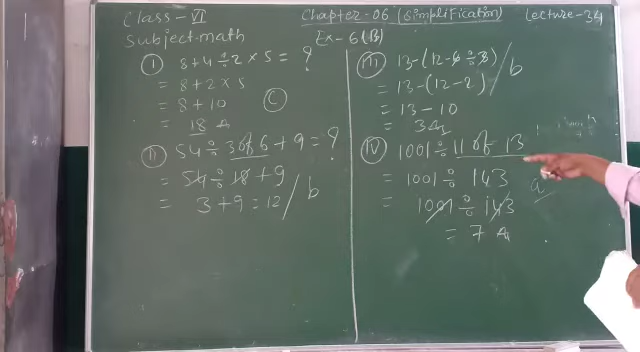 Class-VI
Chapter-06 (Simplification)
Lecture-34
Subject-math
Ex-6(B)
(I) 8+4÷2×5=?
= 8+2×5
= 8+10
(C)
= 18 A
(II) 54÷3 of 6+9=?
= 54÷18+9
= 3+9=12/b
(III) 13-(12-6÷3)/b
= 13-(12-2)
= 13-10
= 3 A
(IV) 1001÷11 of 13
= 1001÷143
a
= 1001÷143
= 7 A